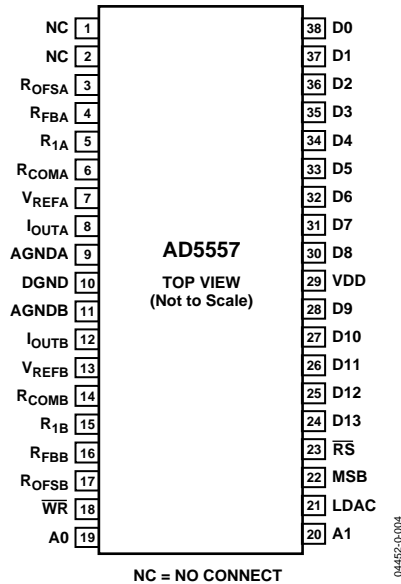 NC 1
NC 2
ROFSA 3
RFBA 4
R1A 5
RCOMA 6
VREFA 7
IOUTA 8
AGNDA 9
DGND 10
AGNDB 11
IOUTB 12
VREFB 13
RCOMB 14
R1B 15
RFBB 16
ROFSB 17
W̅R̅ 18
A0 19
AD5557
TOP VIEW
(Not to Scale)
38 D0
37 D1
36 D2
35 D3
34 D4
33 D5
32 D6
31 D7
30 D8
29 VDD
28 D9
27 D10
26 D11
25 D12
24 D13
23 R̅S̅
22 MSB
21 LDAC
20 A1
NC = NO CONNECT
04452-0-004